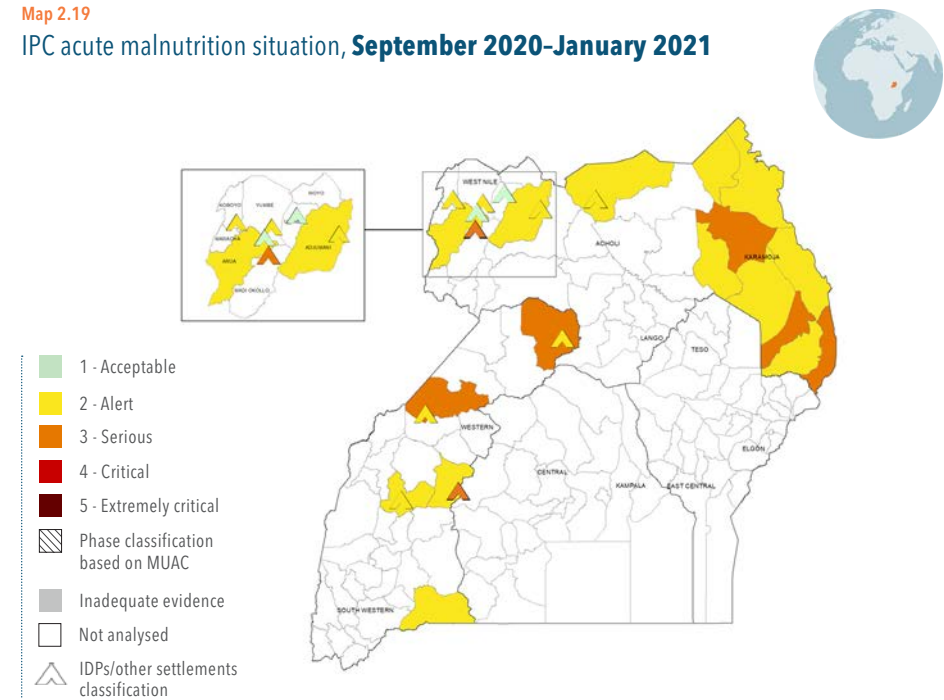 Map 2.19
IPC acute malnutrition situation, September 2020–January 2021
WEST NILE
KOBOKO
YUMBE
MOYO
MARACHA
ARUA
ADJUMANI
MADI OKOLLO
ACHOLI
KARAMOJA
LANGO
TESO
WESTERN
ELGON
CENTRAL
KAMPALA
EAST CENTRAL
SOUTH WESTERN
1 - Acceptable
2 - Alert
3 - Serious
4 - Critical
5 - Extremely critical
Phase classification
based on MUAC
Inadequate evidence
Not analysed
IDPs/other settlements
classification